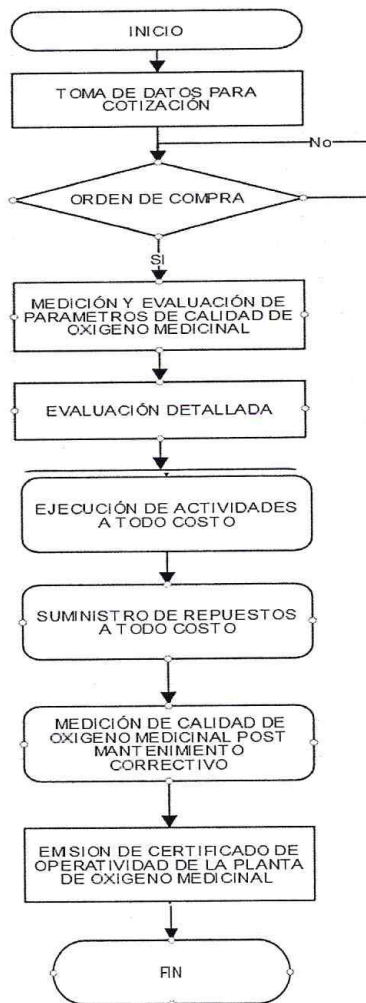 INICIO
TOMA DE DATOS PARA
COTIZACIÓN
No
ORDEN DE COMPRA
SI
MEDICIÓN Y EVALUACIÓN DE
PARAMETROS DE CALIDAD DE
OXIGENO MEDICINAL
EVALUACIÓN DETALLADA
EJECUCIÓN DE ACTIVIDADES
A TODO COSTO
SUMINISTRO DE REPUESTOS
A TODO COSTO
MEDICIÓN DE CALIDAD DE
OXIGENO MEDICINAL POST
MANTENIMIENTO
CORRECTIVO
EMISION DE CERTIFICADO DE
OPERATIVIDAD DE LA PLANTA
DE OXIGENO MEDICINAL
FIN